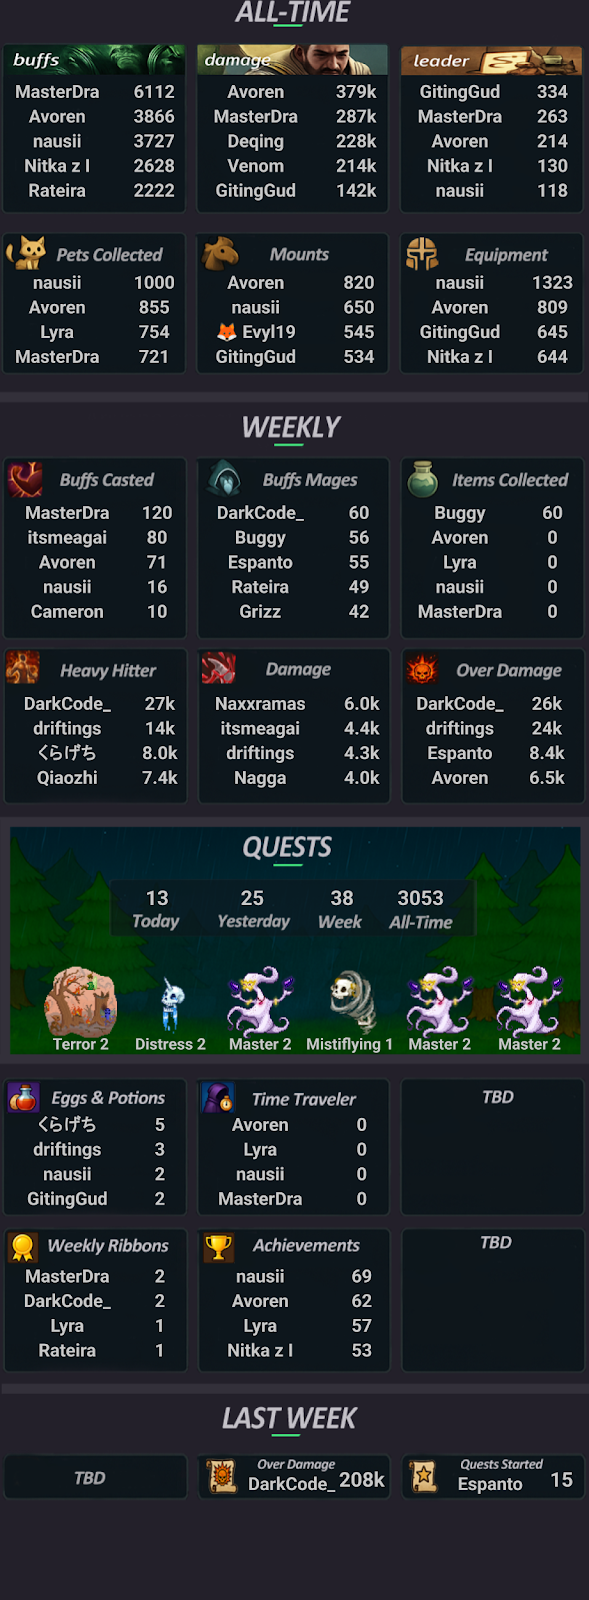 ALL-TIME
buffs
MasterDra 6112
Avoren 3866
nausii 3727
Nitka z I 2628
Rateira 2222
damage
Avoren 379k
MasterDra 287k
Deqing 228k
Venom 214k
GitingGud 142k
leader
GitingGud 334
MasterDra 263
Avoren 214
Nitka z I 130
nausii 118
Pets Collected
nausii 1000
Avoren 855
Lyra 754
MasterDra 721
Mounts
Avoren 820
nausii 650
🦊 Evyl19 545
GitingGud 534
Equipment
nausii 1323
Avoren 809
GitingGud 645
Nitka z I 644
WEEKLY
Buffs Casted
MasterDra 120
itsmeagai 80
Avoren 71
nausii 16
Cameron 10
Buffs Mages
DarkCode_ 60
Buggy 56
Espanto 55
Rateira 49
Grizz 42
Items Collected
Buggy 60
Avoren 0
Lyra 0
nausii 0
MasterDra 0
Heavy Hitter
DarkCode_ 27k
driftings 14k
くらげち 8.0k
Qiaozhi 7.4k
Damage
Naxxramas 6.0k
itsmeagai 4.4k
driftings 4.3k
Nagga 4.0k
Over Damage
DarkCode_ 26k
driftings 24k
Espanto 8.4k
Avoren 6.5k
QUESTS
13 25 38 3053
Today Yesterday Week All-Time
Terror 2 Distress 2 Master 2 Mistiflying 1 Master 2 Master 2
Eggs & Potions
くらげち 5
driftings 3
nausii 2
GitingGud 2
Time Traveler
Avoren 0
Lyra 0
nausii 0
MasterDra 0
TBD
Weekly Ribbons
MasterDra 2
DarkCode_ 2
Lyra 1
Rateira 1
Achievements
nausii 69
Avoren 62
Lyra 57
Nitka z I 53
TBD
LAST WEEK
TBD
Over Damage
DarkCode_ 208k
Quests Started
Espanto 15